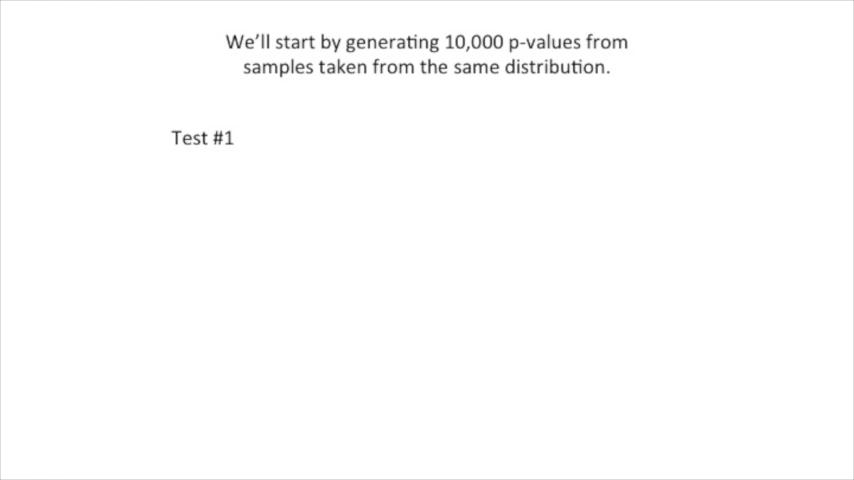 We’ll start by generating 10,000 p-values from
samples taken from the same distribution.
Test #1